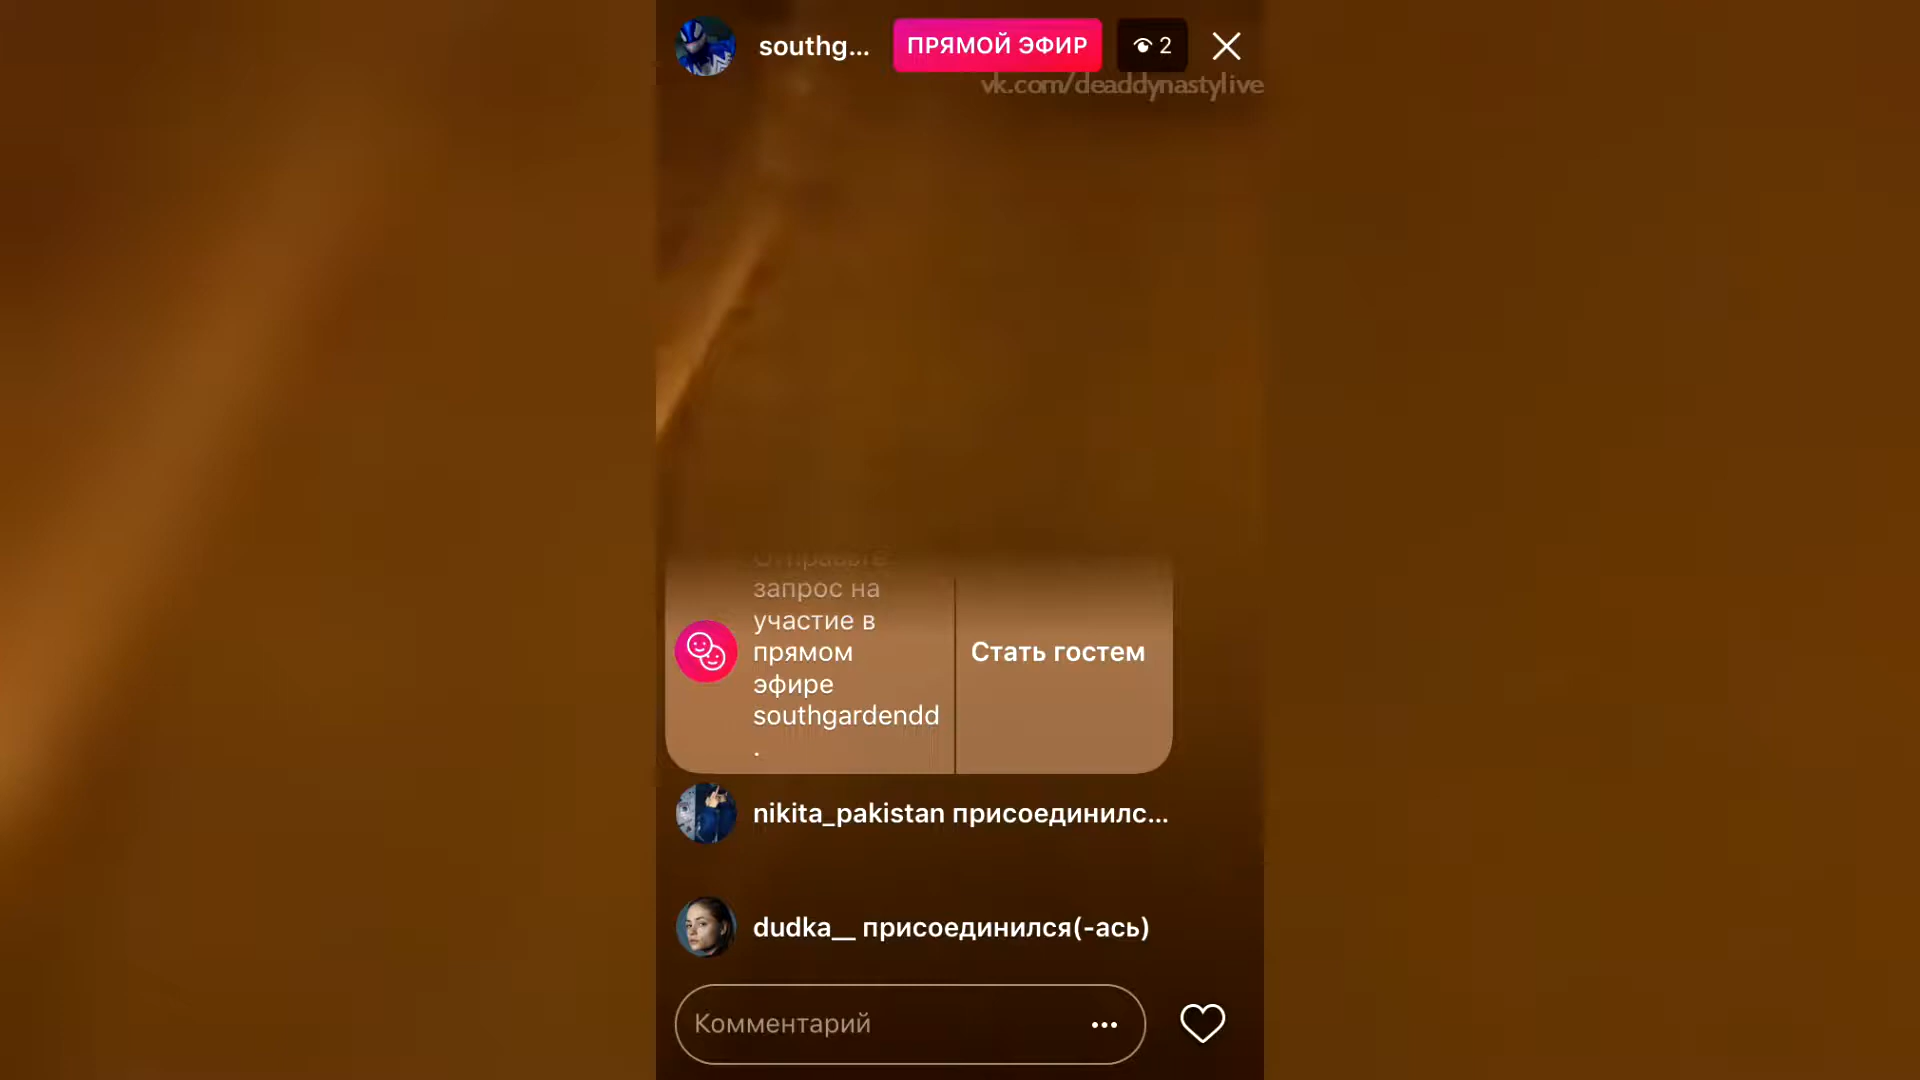 southg...
ПРЯМОЙ ЭФИР
2
vk.com/deaddynastylive
Отправьте
запрос на
участие в
прямом
эфире
southgardendd
.
Стать гостем
nikita_pakistan присоединилс...
dudka__ присоединился(-ась)
Комментарий